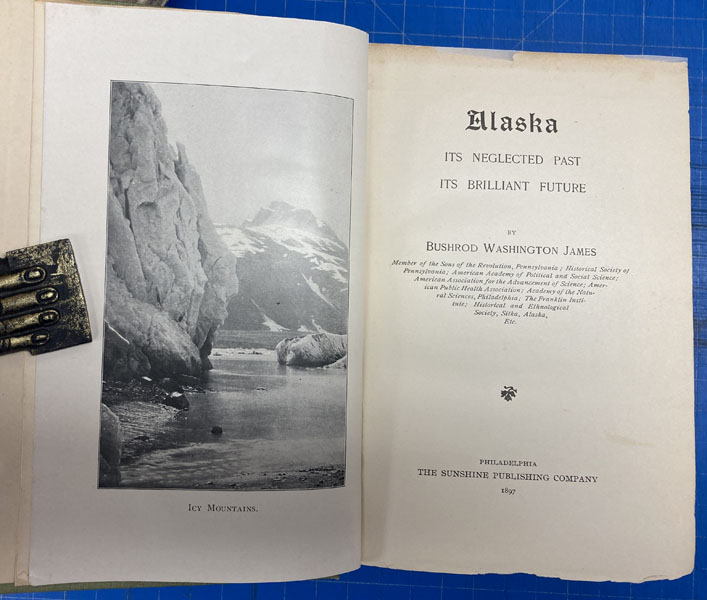 Icy Mountains.
Alaska
ITS NEGLECTED PAST
ITS BRILLIANT FUTURE
BY
Bushrod Washington James
Member of the Sons of the Revolution, Pennsylvania; Historical Society of
Pennsylvania; American Academy of Political and Social Science;
American Association for the Advancement of Science; Amer-
ican Public Health Association; Academy of the Natu-
ral Sciences, Philadelphia; The Franklin Insti-
tute; Historical and Ethnological
Society, Sitka, Alaska,
Etc.
PHILADELPHIA
THE SUNSHINE PUBLISHING COMPANY
1897